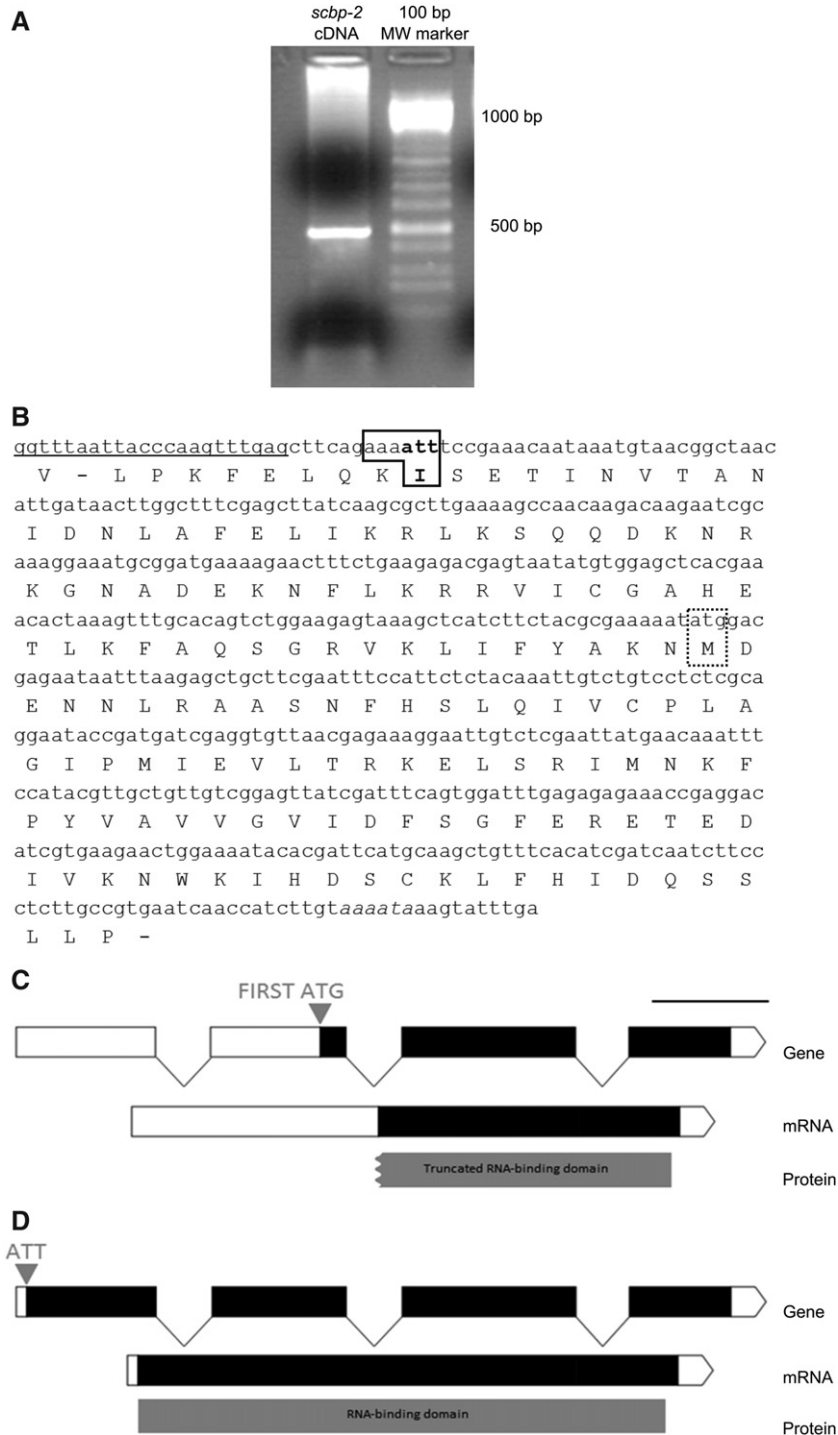 A
scbp-2
cDNA
100 bp
MW marker
1000 bp
500 bp
B
ggtttaattacccaagtttgagcttcagaaaatttccgaaacaataaatgtaacggctaac
V - L P K F E L Q K I S E T I N V T A N
attgataacttggctttcgagcttatcaagcgcttgaaaagccaacaagacaagaatcgc
I D N L A F E L I K R L K S Q Q D K N R
aaaggaaatgcggatgaaaagaactttctgaagagacgagtaatatgtggagctcacgaa
K G N A D E K N F L K R R V I C G A H E
acactaaagtttgcacagtctggaagagtaaagctcatcttctacgcgaaaaatatggac
T L K F A Q S G R V K L I F Y A K N M D
gagaataatttaagagctgcttcgaatttccattctctacaaattgtctgtcctctcgca
E N N L R A A S N F H S L Q I V C P L A
ggaataccgatgatcgaggtgttaacgagaaaggaattgtctcgaattatgaacaaattt
G I P M I E V L T R K E L S R I M N K F
ccatacgttgctgttgtcggagttatcgatttcagtggatttgagagagaaaccgaggac
P Y V A V V G V I D F S G F E R E T E D
atcgtgaagaactggaaaatacacgattcatgcaagctgtttcacatcgatcaatcttcc
I V K N W K I H D S C K L F H I D Q S S
ctcttgccgtgaatcaaccatcttgtaaaataaagtatttga
L L P -
C
FIRST ATG
Gene
mRNA
Truncated RNA-binding domain
Protein
D
ATT
Gene
mRNA
RNA-binding domain
Protein